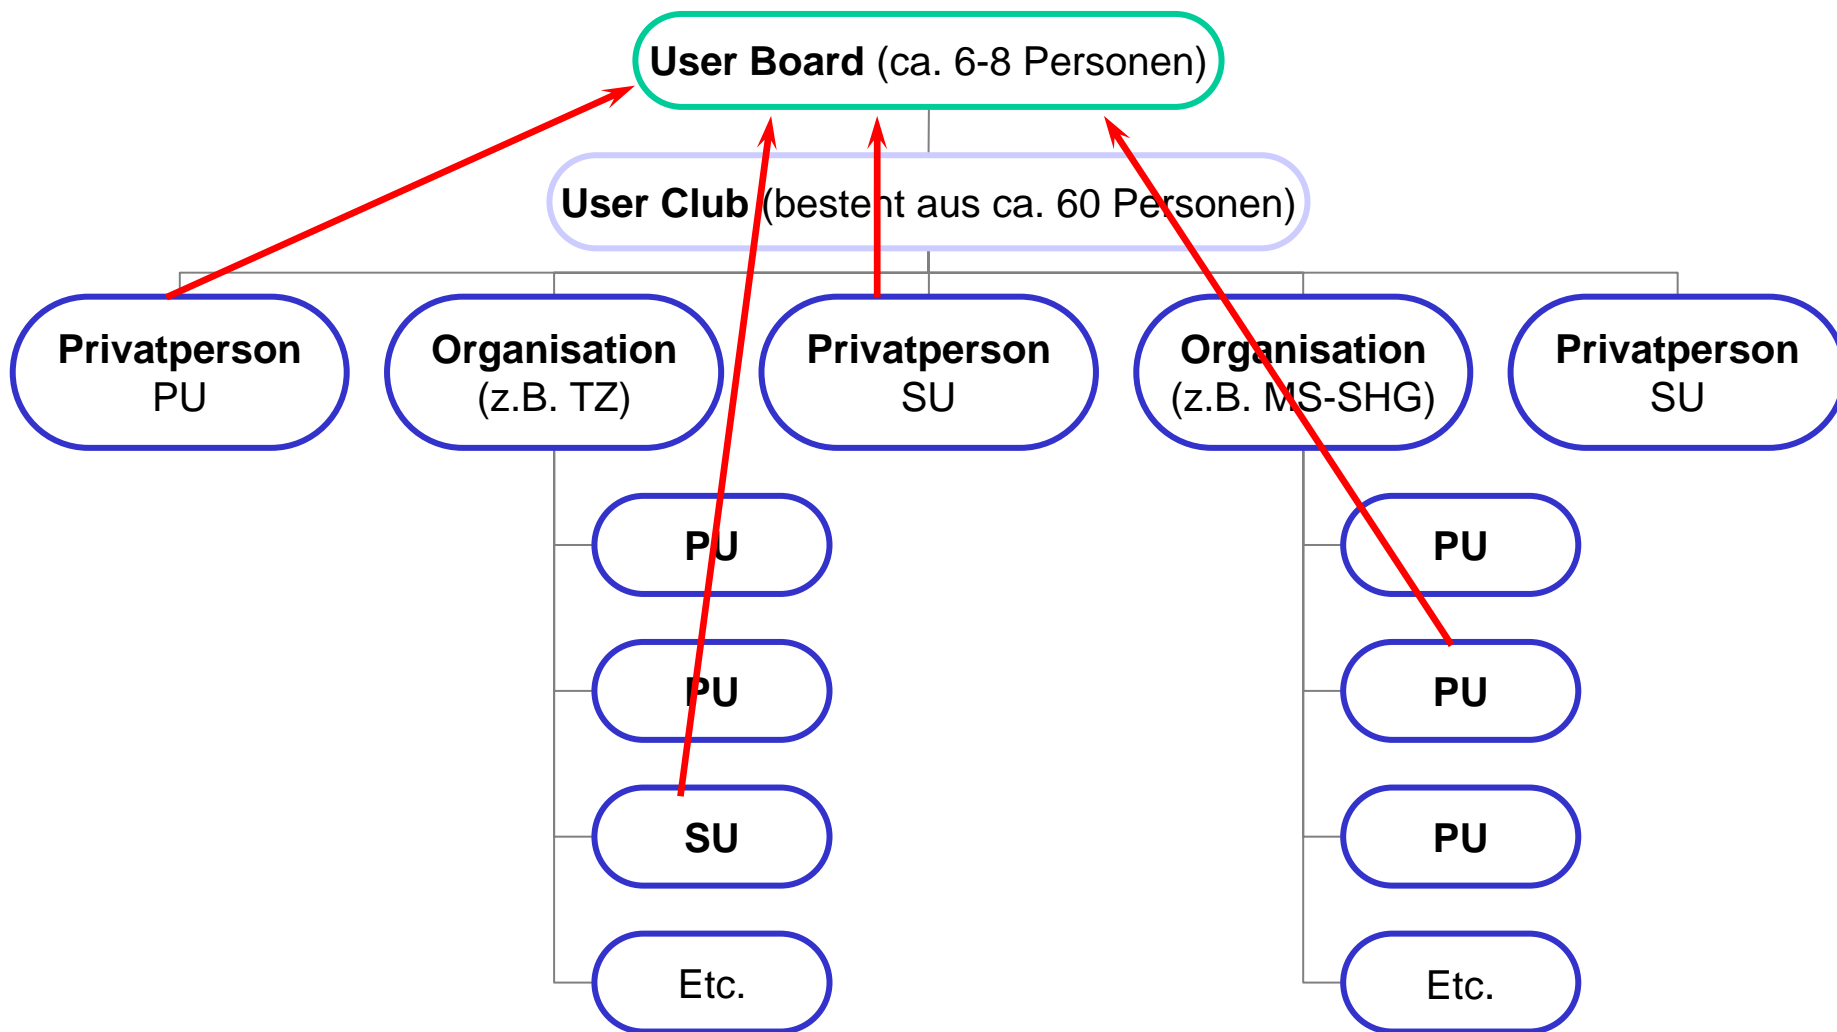 User Board (ca. 6-8 Personen)
User Club (besteht aus ca. 60 Personen)
Privatperson
PU
Organisation
(z.B. TZ)
Privatperson
SU
Organisation
(z.B. MS-SHG)
Privatperson
SU
PU
PU
SU
Etc.
PU
PU
PU
Etc.